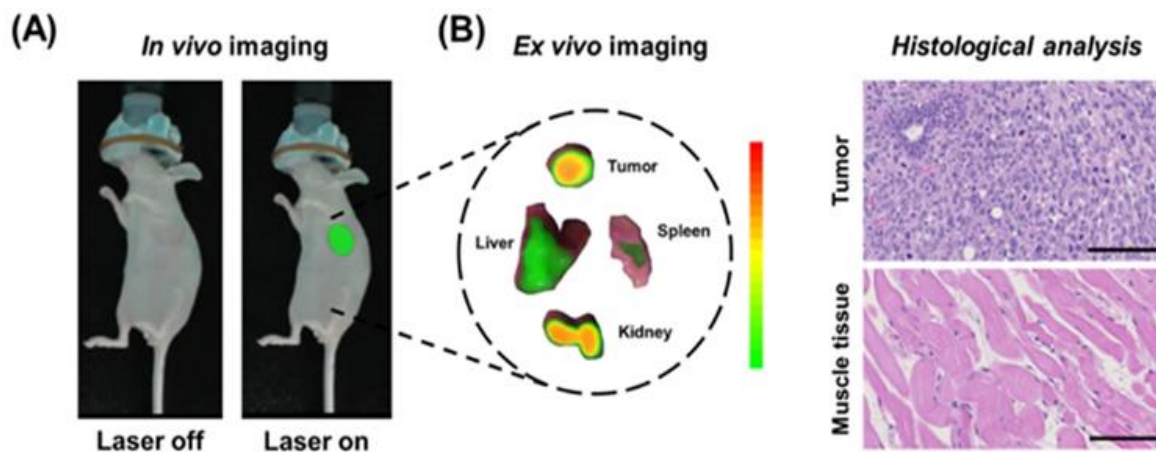 (A)
In vivo imaging
Laser off
Laser on
(B)
Ex vivo imaging
Tumor
Liver
Spleen
Kidney
Histological analysis
Tumor
Muscle tissue